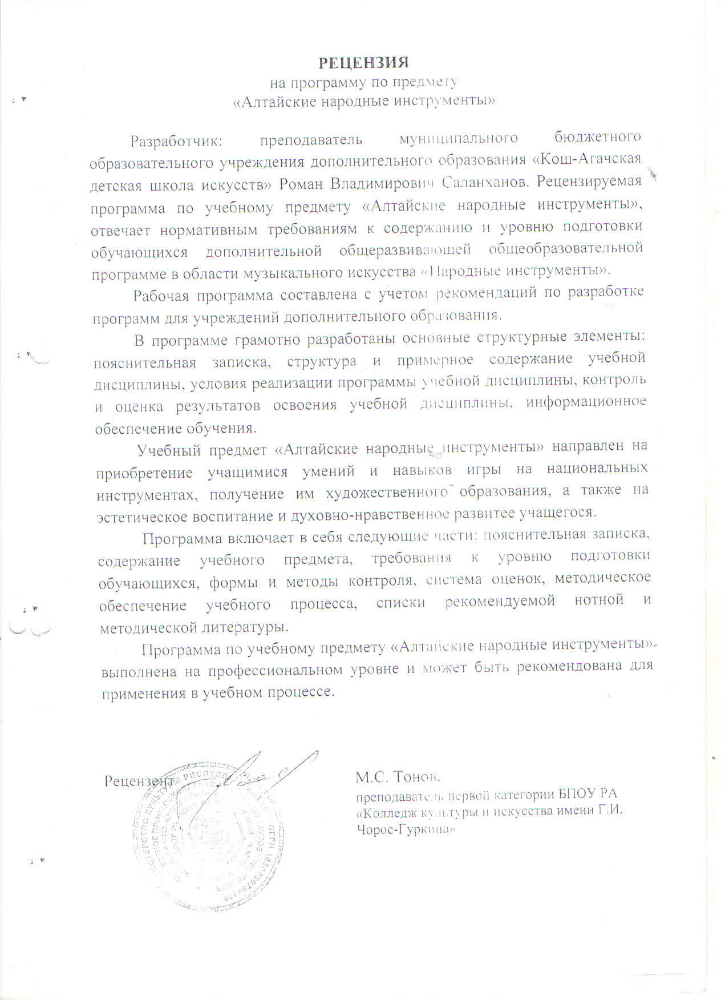 РЕЦЕНЗИЯ
на программу по предмету
«Алтайские народные инструменты»
Разработчик: преподаватель муниципального бюджетного
образовательного учреждения дополнительного образования «Кош-Агачская
детская школа искусств» Роман Владимирович Саланханов. Рецензируемая
программа по учебному предмету «Алтайские народные инструменты»,
отвечает нормативным требованиям к содержанию и уровню подготовки
обучающихся дополнительной общеразвивающей общеобразовательной
программе в области музыкального искусства «Народные инструменты».
Рабочая программа составлена с учетом рекомендаций по разработке
программ для учреждений дополнительного образования.
В программе грамотно разработаны основные структурные элементы:
пояснительная записка, структура и примерное содержание учебной
дисциплины, условия реализации программы учебной дисциплины, контроль
и оценка результатов освоения учебной дисциплины, информационное
обеспечение обучения.
Учебный предмет «Алтайские народные инструменты» направлен на
приобретение учащимися умений и навыков игры на национальных
инструментах, получение им художественного образования, а также на
эстетическое воспитание и духовно-нравственное развитее учащегося.
Программа включает в себя следующие части: пояснительная записка,
содержание учебного предмета, требования к уровню подготовки
обучающихся, формы и методы контроля, система оценок, методическое
обеспечение учебного процесса, списки рекомендуемой нотной и
методической литературы.
Программа по учебному предмету «Алтайские народные инструменты»
выполнена на профессиональном уровне и может быть рекомендована для
применения в учебном процессе.
Рецензент
М.С. Тонов.
преподаватель первой категории БПОУ РА
«Колледж культуры и искусства имени Г.И.
Чорос-Гуркина»